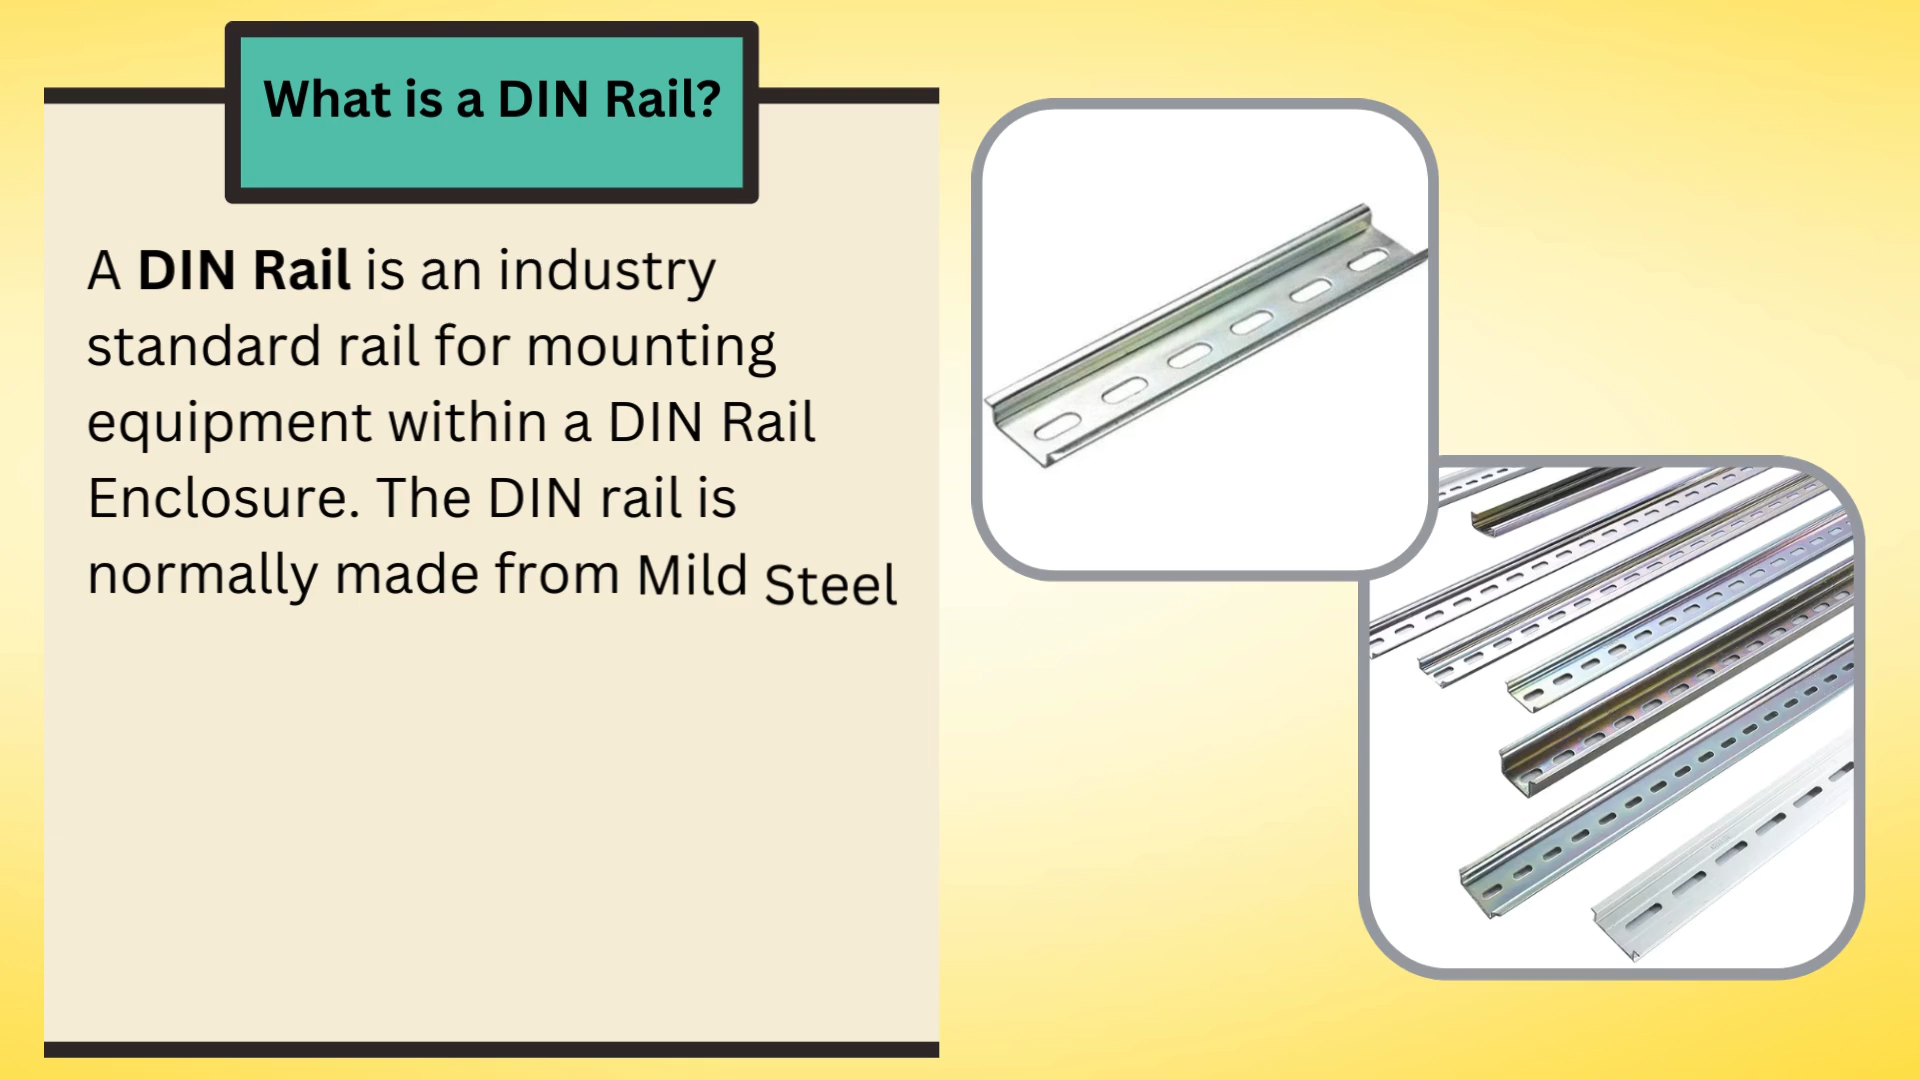 What is a DIN Rail?
A DIN Rail is an industry
standard rail for mounting
equipment within a DIN Rail
Enclosure. The DIN rail is
normally made from Mild Steel